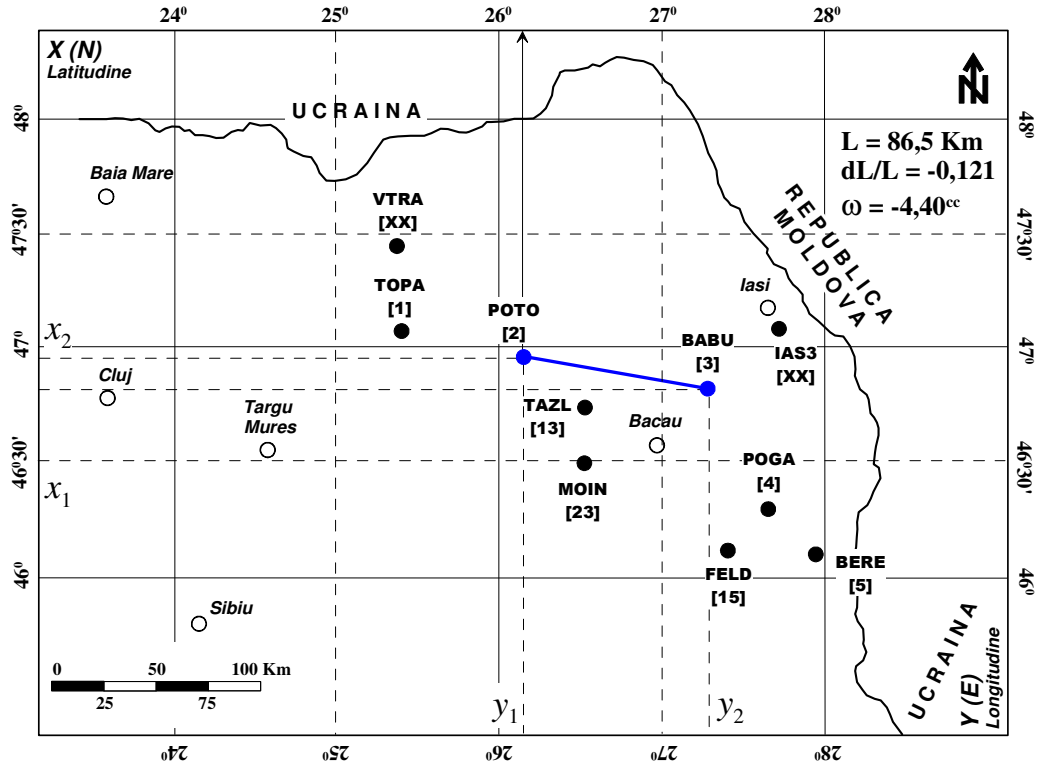 24⁰ 25⁰ 26⁰ 27⁰ 28⁰
X (N)
Latitudine
N
UCRAINA
48⁰
48⁰
L = 86,5 Km
dL/L = -0,121
ω = -4,40ᶜᶜ
Baia Mare
VTRA
[XX]
REPUBLICA
MOLDOVA
47⁰30'
47⁰30'
TOPA
[1]
Iasi
POTO
[2]
x₂
47⁰
47⁰
BABU
[3]
IAS3
[XX]
Cluj
Targu
Mures
TAZL
[13]
Bacau
46⁰30'
46⁰30'
x₁
MOIN
[23]
POGA
[4]
46⁰
46⁰
FELD
[15]
BERE
[5]
Sibiu
0 50 100 Km
25 75
y₁
y₂
UCRAINA
Y (E)
Longitudine
24⁰ 25⁰ 26⁰ 27⁰ 28⁰